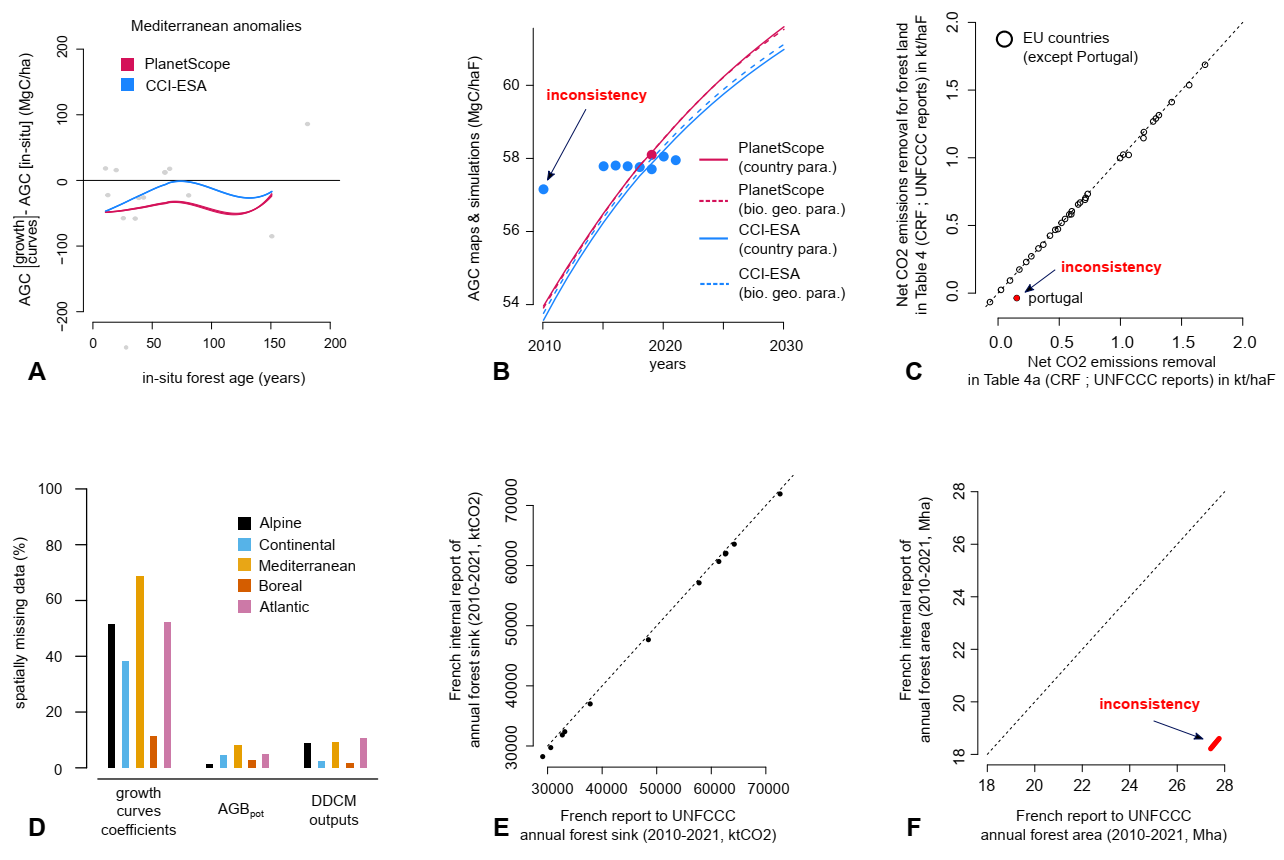 Mediterranean anomalies
AGC [growth curves] - AGC [in-situ] (MgC/ha)
200
100
0
-100
-200
PlanetScope
CCI-ESA
0
50
100
150
200
in-situ forest age (years)
A
AGC maps & simulations (MgC/haF)
60
58
56
54
inconsistency
PlanetScope
(country para.)
PlanetScope
(bio. geo. para.)
CCI-ESA
(country para.)
CCI-ESA
(bio. geo. para.)
2010
2020
2030
years
B
Net CO2 emissions removal for forest land
in Table 4 (CRF ; UNFCCC reports) in kt/haF
2.0
1.5
1.0
0.5
0.0
EU countries
(except Portugal)
inconsistency
portugal
0.0
0.5
1.0
1.5
2.0
Net CO2 emissions removal
in Table 4a (CRF ; UNFCCC reports) in kt/haF
C
spatially missing data (%)
100
80
60
40
20
0
Alpine
Continental
Mediterranean
Boreal
Atlantic
growth
curves
coefficients
AGBpot
DDCM
outputs
D
French internal report of
annual forest sink (2010-2021, ktCO2)
70000
60000
50000
40000
30000
30000
40000
50000
60000
70000
French report to UNFCCC
annual forest sink (2010-2021, ktCO2)
E
French internal report of
annual forest area (2010-2021, Mha)
28
26
24
22
20
18
inconsistency
18
20
22
24
26
28
French report to UNFCCC
annual forest area (2010-2021, Mha)
F